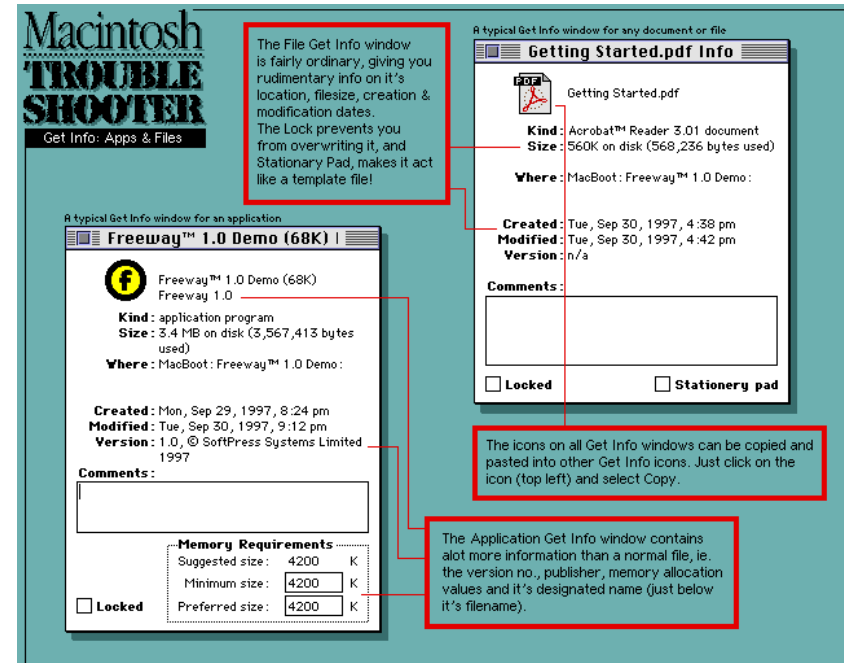 Macintosh
TROUBLE
SHOOTER
Get Info: Apps & Files
The File Get Info window
is fairly ordinary, giving you
rudimentary info on it's
location, filesize, creation &
modification dates.
The Lock prevents you
from overwriting it, and
Stationary Pad, makes it act
like a template file!
A typical Get Info window for any document or file
Getting Started.pdf Info
PDF
Getting Started.pdf
Kind: Acrobat™ Reader 3.01 document
Size: 560K on disk (568,236 bytes used)
Where: MacBoot: Freeway™ 1.0 Demo:
Created: Tue, Sep 30, 1997, 4:38 pm
Modified: Tue, Sep 30, 1997, 4:42 pm
Version: n/a
Comments:
Locked
Stationery pad
A typical Get Info window for an application
Freeway™ 1.0 Demo (68K) I
f
Freeway™ 1.0 Demo (68K)
Freeway 1.0
Kind: application program
Size: 3.4 MB on disk (3,567,413 bytes
used)
Where: MacBoot: Freeway™ 1.0 Demo:
Created: Mon, Sep 29, 1997, 8:24 pm
Modified: Tue, Sep 30, 1997, 9:12 pm
Version: 1.0, © SoftPress Systems Limited
1997
Comments:
Memory Requirements
Suggested size: 4200 K
Minimum size: 4200 K
Preferred size: 4200 K
Locked
The icons on all Get Info windows can be copied and
pasted into other Get Info icons. Just click on the
icon (top left) and select Copy.
The Application Get Info window contains
alot more information than a normal file, ie.
the version no., publisher, memory allocation
values and it's designated name (just below
it's filename).